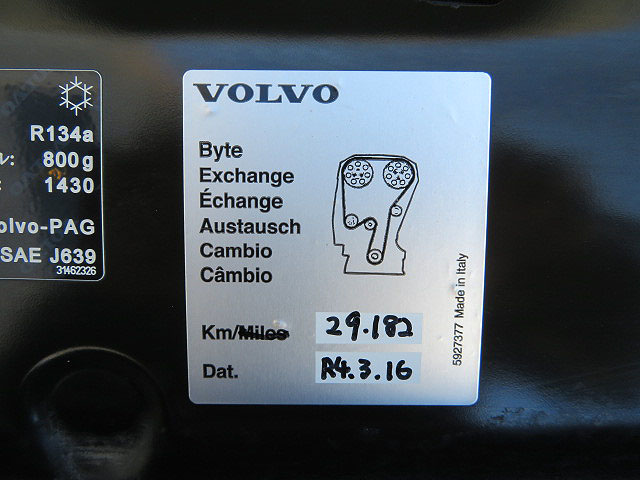 R134a
800 g
1430
olvo-PAG
SAE J639
31462326
VOLVO
Byte
Exchange
Échange
Austausch
Cambio
Câmbio
Km/Miles 29.182
Dat. R4.3.16
5927377 Made in Italy